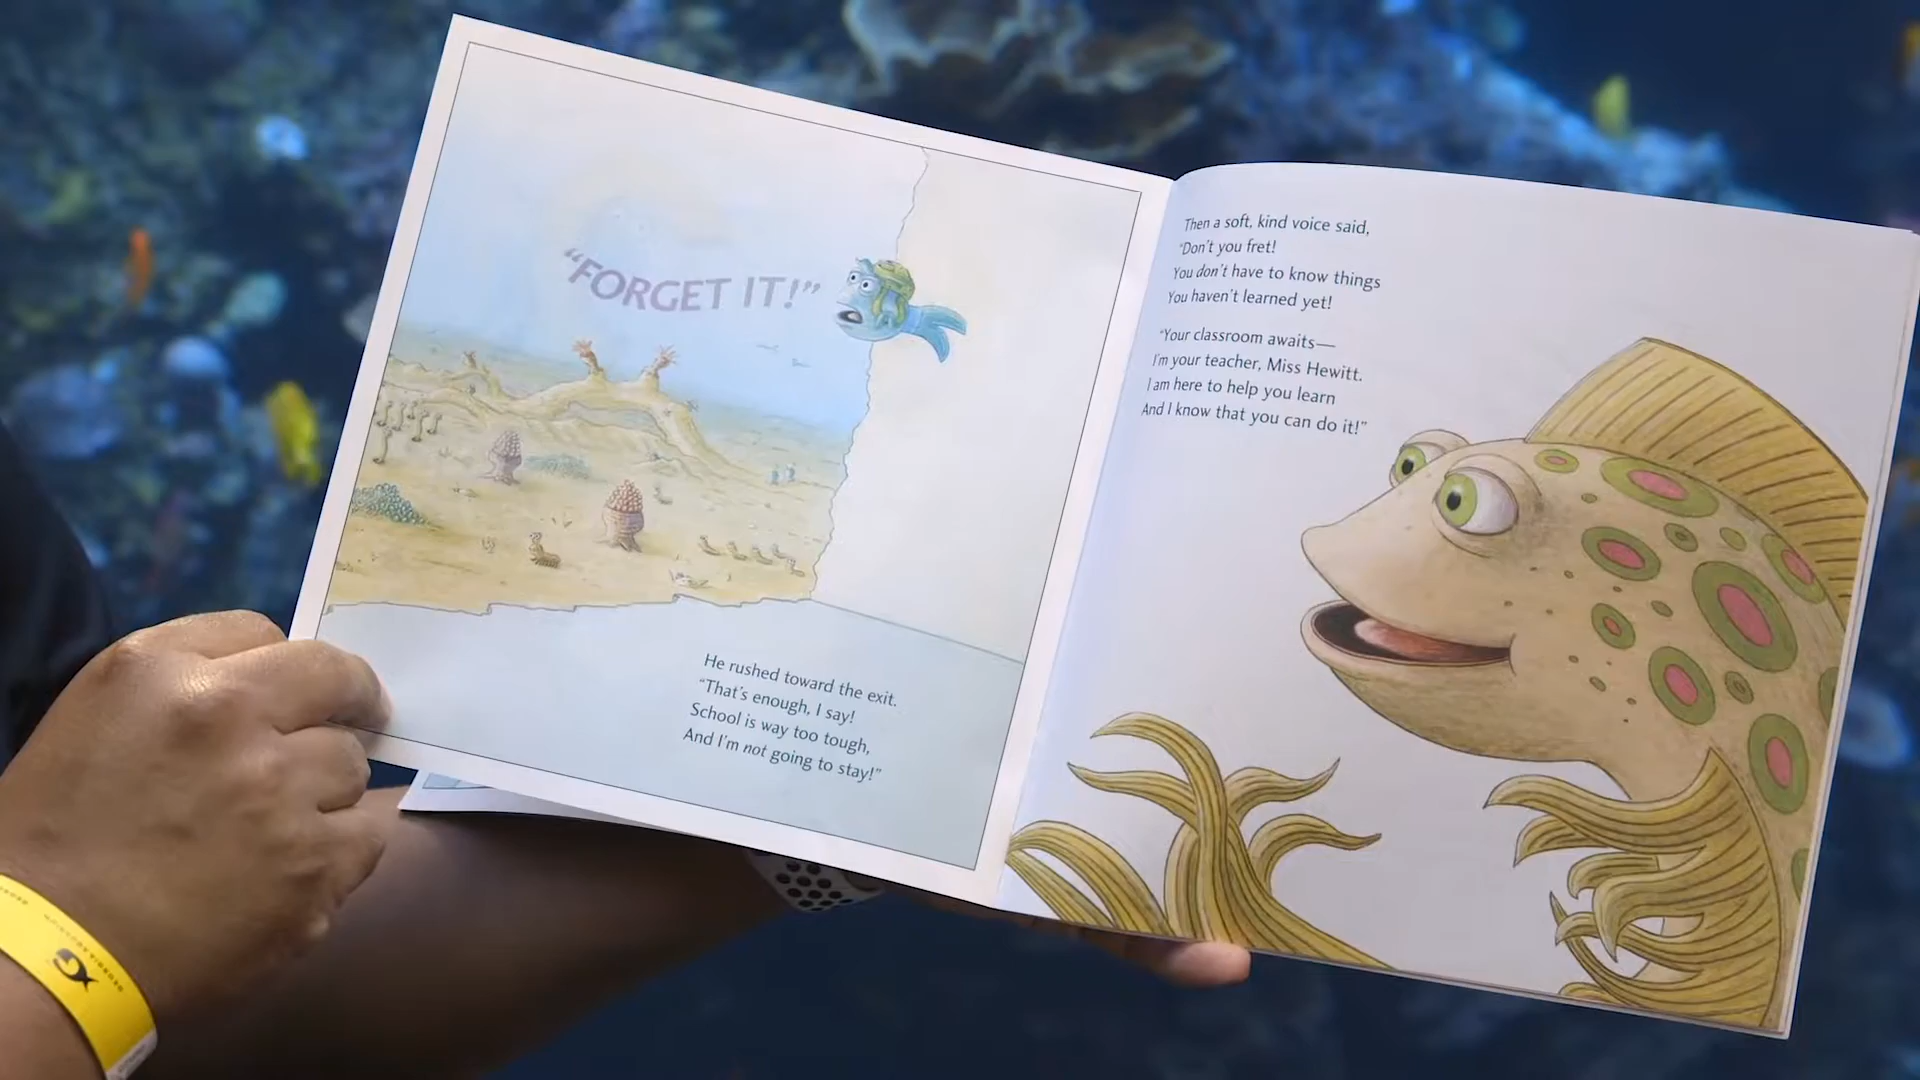 “FORGET IT!”
He rushed toward the exit.
“That’s enough, I say!
School is way too tough,
And I’m not going to stay!”
Then a soft, kind voice said,
“Don’t you fret!
You don’t have to know things
You haven’t learned yet!
“Your classroom awaits—
I’m your teacher, Miss Hewitt.
I am here to help you learn
And I know that you can do it!”